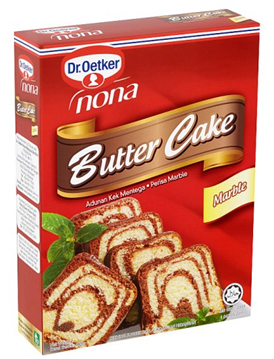 Dr.Oetker
nona
Butter Cake
Adunan Kek Mentega • Perisa Marble
Marble